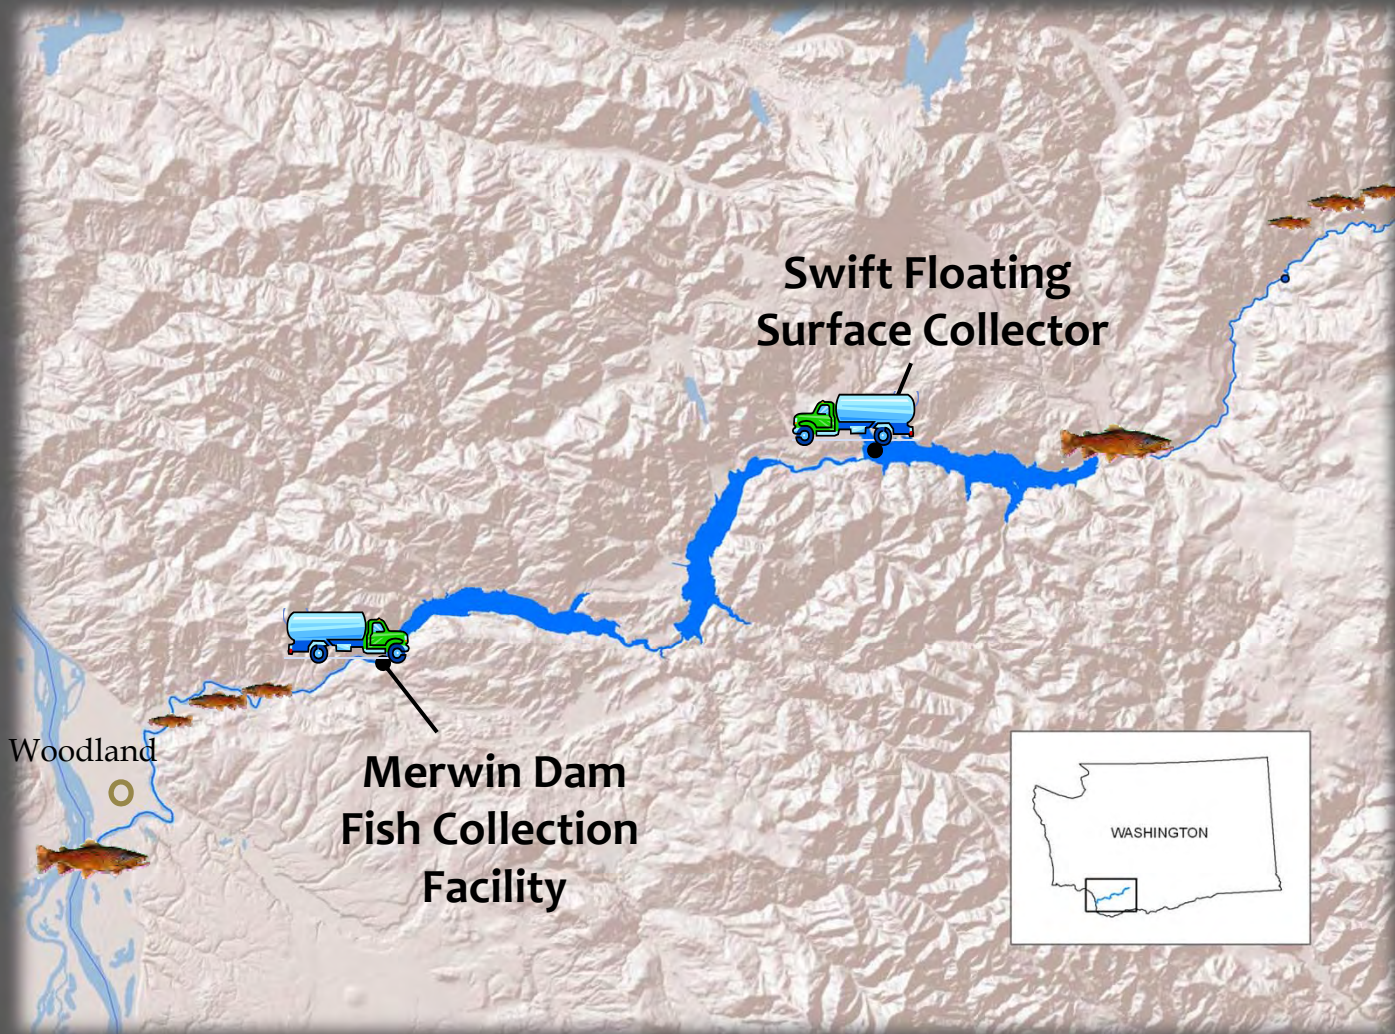 Swift Floating
Surface Collector
Woodland
Merwin Dam
Fish Collection
Facility
WASHINGTON